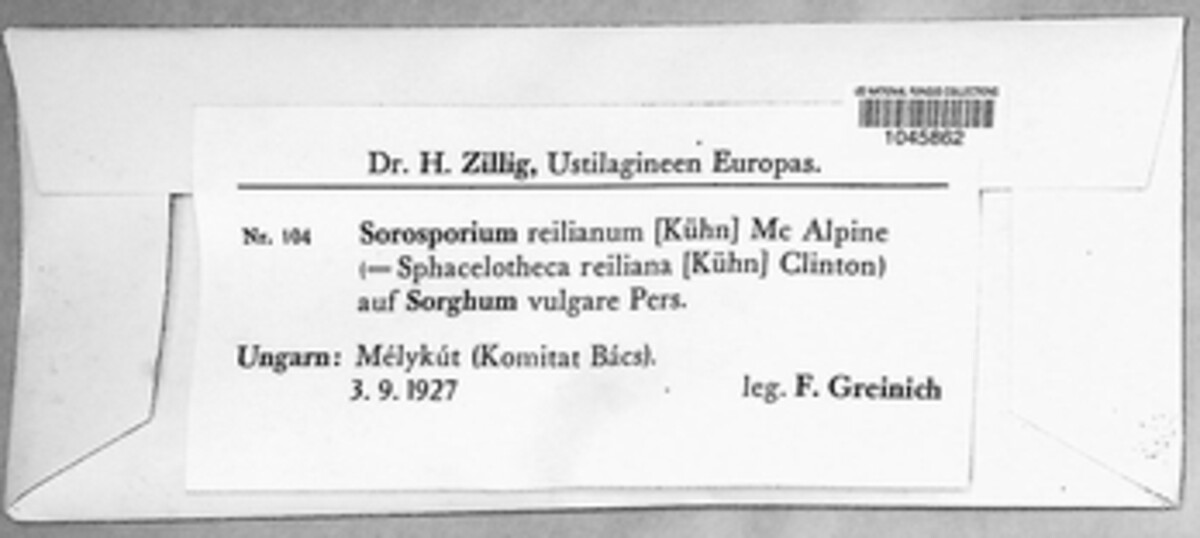 US NATIONAL FUNGUS COLLECTIONS
1045862
Dr. H. Zillig, Ustilagineen Europas.
Nr. 104 Sorosporium reilianum [Kühn] Mc Alpine
(=Sphacelotheca reiliana [Kühn] Clinton)
auf Sorghum vulgare Pers.
Ungarn: Mélykút (Komitat Bács).
3. 9. 1927 leg. F. Greinich